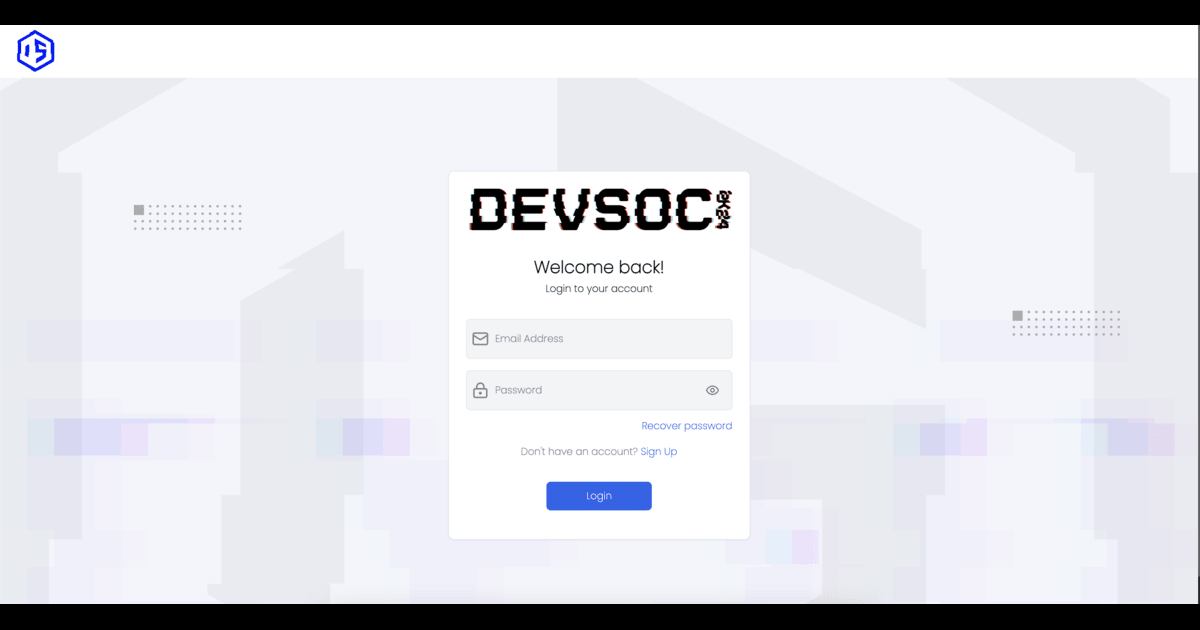 DEVSOC 2K24
Welcome back!
Login to your account
Email Address
Password
Recover password
Don't have an account? Sign Up
Login